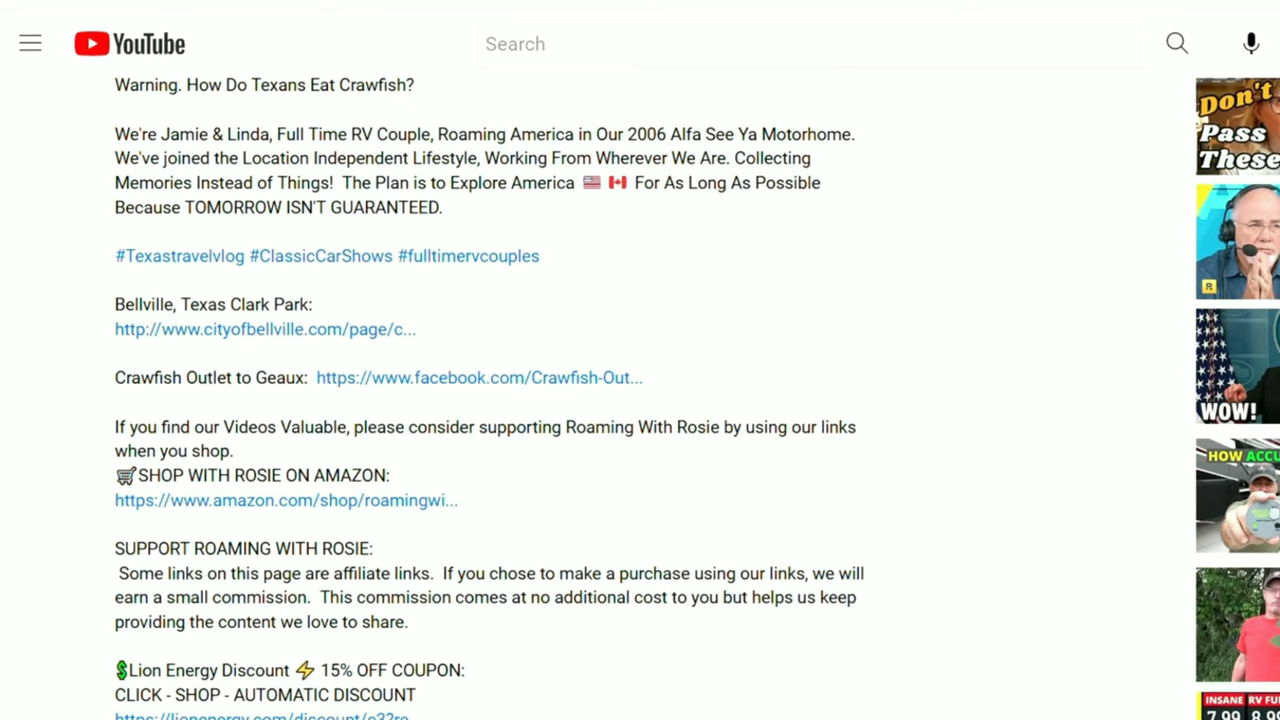 YouTube
Search
Warning. How Do Texans Eat Crawfish?
We're Jamie & Linda, Full Time RV Couple, Roaming America in Our 2006 Alfa See Ya Motorhome.
We've joined the Location Independent Lifestyle, Working From Wherever We Are. Collecting
Memories Instead of Things!  The Plan is to Explore America 🇺🇸 🇨🇦 For As Long As Possible
Because TOMORROW ISN'T GUARANTEED.
#Texastravelvlog #ClassicCarShows #fulltimervcouples
Bellville, Texas Clark Park:
http://www.cityofbellville.com/page/c...
Crawfish Outlet to Geaux:  https://www.facebook.com/Crawfish-Out...
If you find our Videos Valuable, please consider supporting Roaming With Rosie by using our links
when you shop.
🛒SHOP WITH ROSIE ON AMAZON:
https://www.amazon.com/shop/roamingwi...
SUPPORT ROAMING WITH ROSIE:
Some links on this page are affiliate links.  If you chose to make a purchase using our links, we will
earn a small commission.  This commission comes at no additional cost to you but helps us keep
providing the content we love to share.
💲Lion Energy Discount ⚡ 15% OFF COUPON:
CLICK - SHOP - AUTOMATIC DISCOUNT
Don't
Pass
These
R
WOW!
HOW ACCU
INSANE RV FU